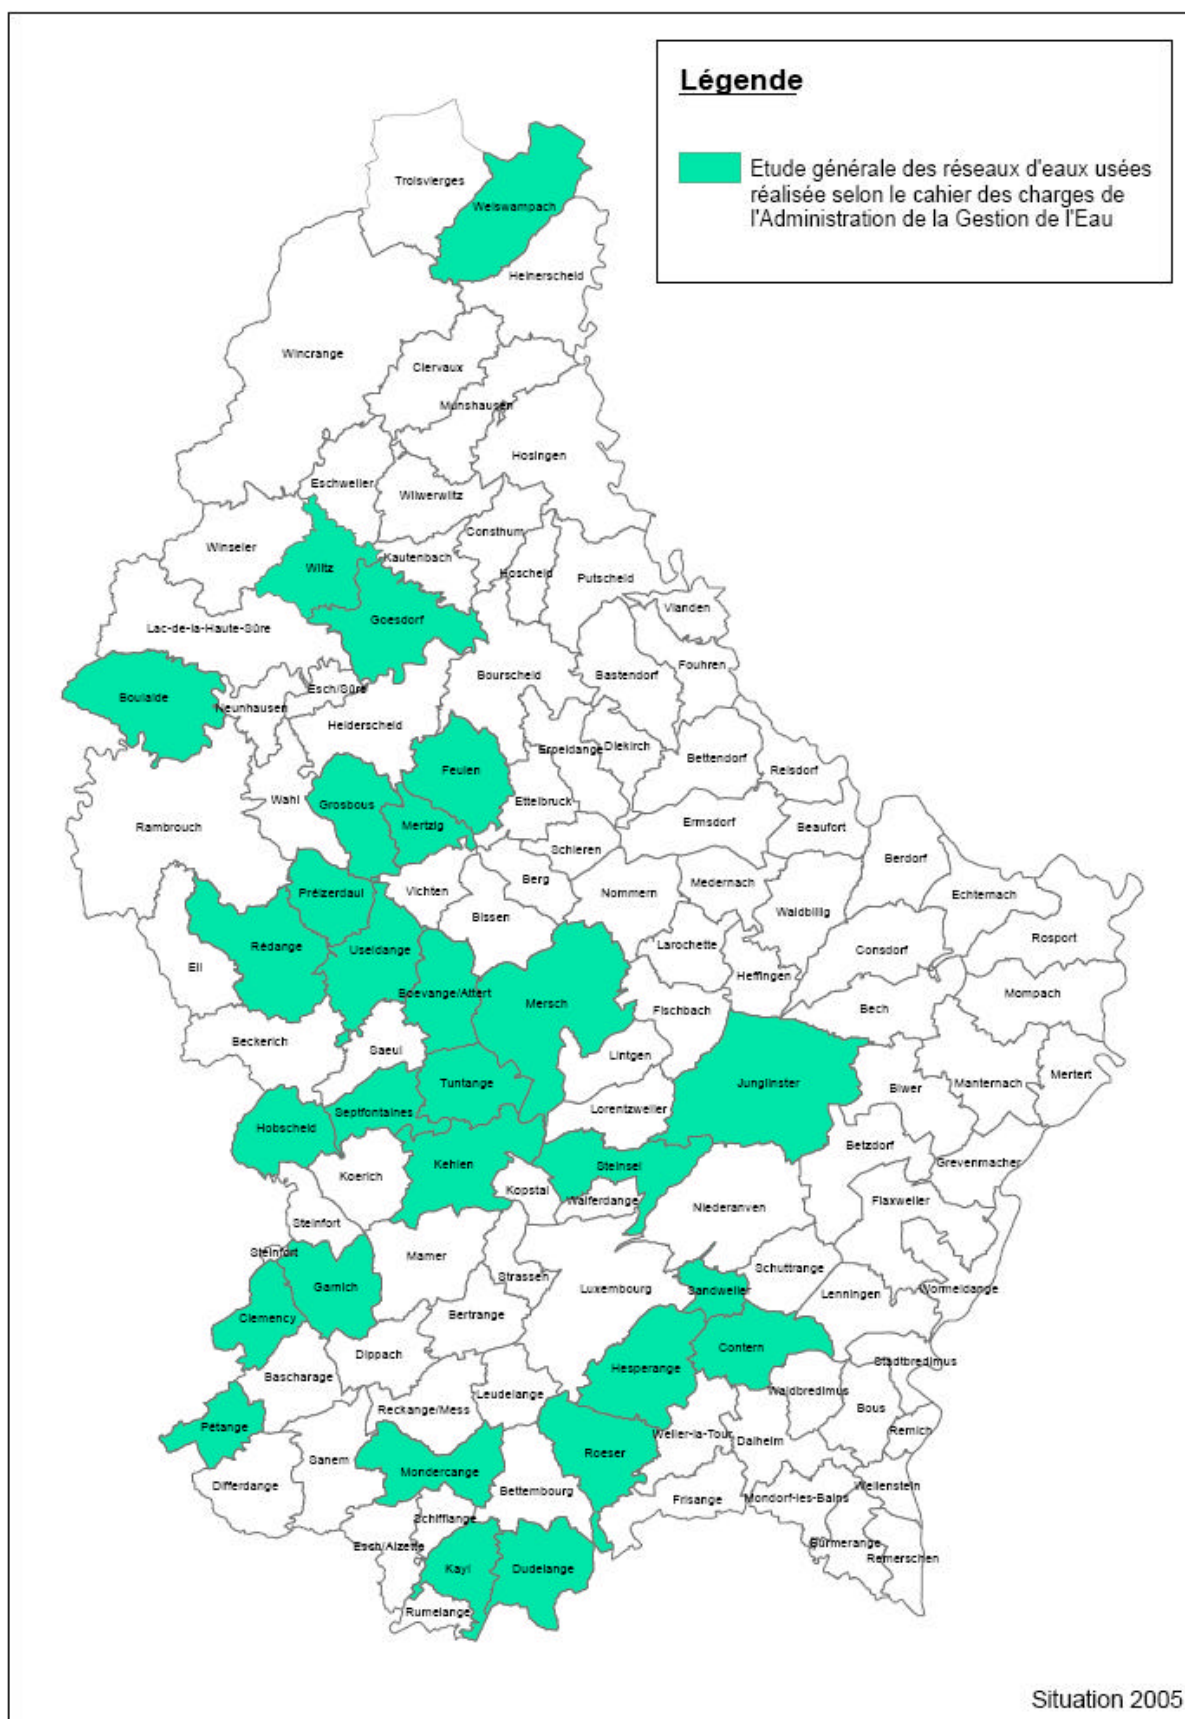 Légende
Etude générale des réseaux d'eaux usées
réalisée selon le cahier des charges de
l'Administration de la Gestion de l'Eau
Troisvierges
Weiswampach
Heinerscheid
Wincrange
Clervaux
Munshausen
Hosingen
Eschweiler
Wilwerwiltz
Consthum
Winseler
Kautenbach
Wiltz
Hoscheid
Putscheid
Vianden
Goesdorf
Lac-de-la-Haute-Sûre
Fouhren
Bourscheid
Bastendorf
Esch/Sûre
Boulaide
Neunhausen
Heiderscheid
Erpeldange
Diekirch
Bettendorf
Feulen
Reisdorf
Wahl
Grosbous
Ettelbruck
Rambrouch
Mertzig
Ermsdorf
Beaufort
Schieren
Berdorf
Berg
Medernach
Préizerdaul
Vichten
Nommern
Echternach
Waldbillig
Bissen
Rosport
Rédange
Useldange
Larochette
Consdorf
Ell
Heffingen
Boevange/Attert
Mompach
Mersch
Fischbach
Bech
Beckerich
Saeul
Lintgen
Mertert
Tuntange
Junglinster
Biwer
Manternach
Septfontaines
Lorentzweiler
Hobscheid
Betzdorf
Kehlen
Steinsel
Grevenmacher
Koerich
Kopstal
Walferdange
Flaxweiler
Niederanven
Steinfort
Steinfort
Mamer
Schuttrange
Strassen
Garnich
Luxembourg
Sandweiler
Wormeldange
Lenningen
Clemency
Bertrange
Contern
Dippach
Stadtbredimus
Hesperange
Bascharage
Leudelange
Waldbredimus
Bous
Reckange/Mess
Remich
Pétange
Weiler-la-Tour
Dalheim
Roeser
Sanem
Mondercange
Differdange
Bettembourg
Wellenstein
Frisange
Mondorf-les-Bains
Schifflange
Esch/Alzette
Burmerange
Remerschen
Kayl
Dudelange
Rumelange
Situation 2005